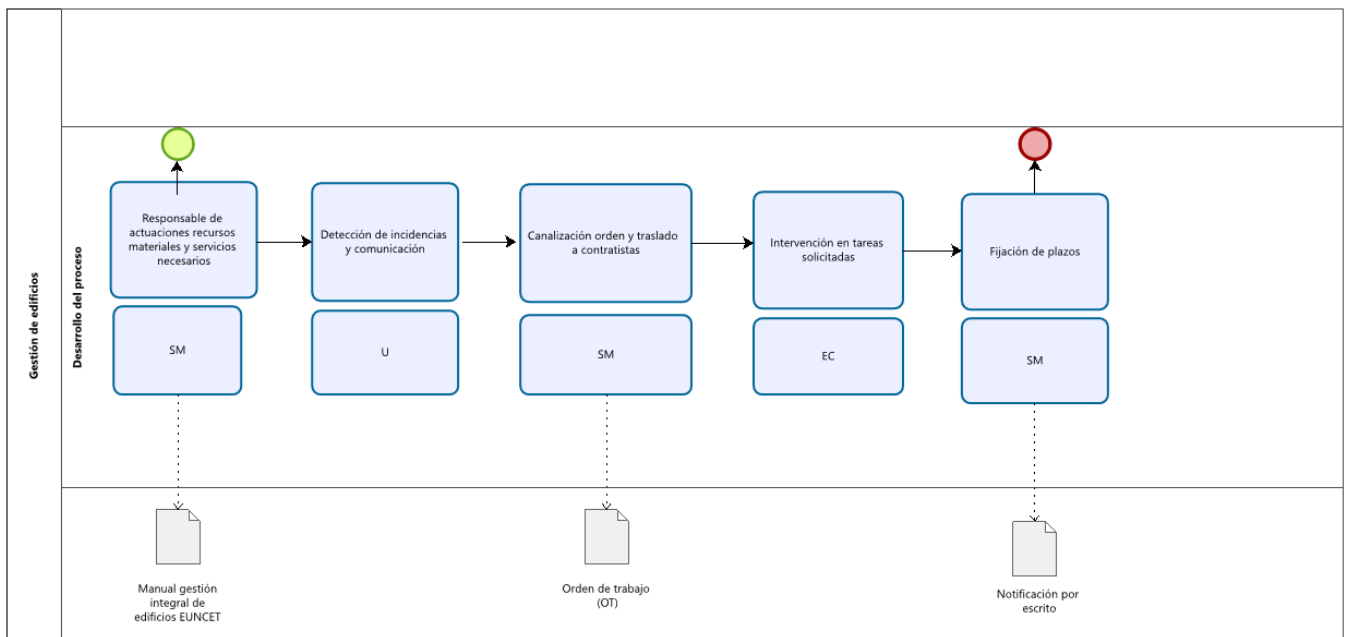 Gestión de edificios
Desarrollo del proceso
Responsable de
actuaciones recursos
materiales y servicios
necesarios
Detección de incidencias
y comunicación
Canalización orden y traslado
a contratistas
Intervención en tareas
solicitadas
Fijación de plazos
SM
U
SM
EC
SM
Manual gestión
integral de
edificios EUNCET
Orden de trabajo
(OT)
Notificación por
escrito